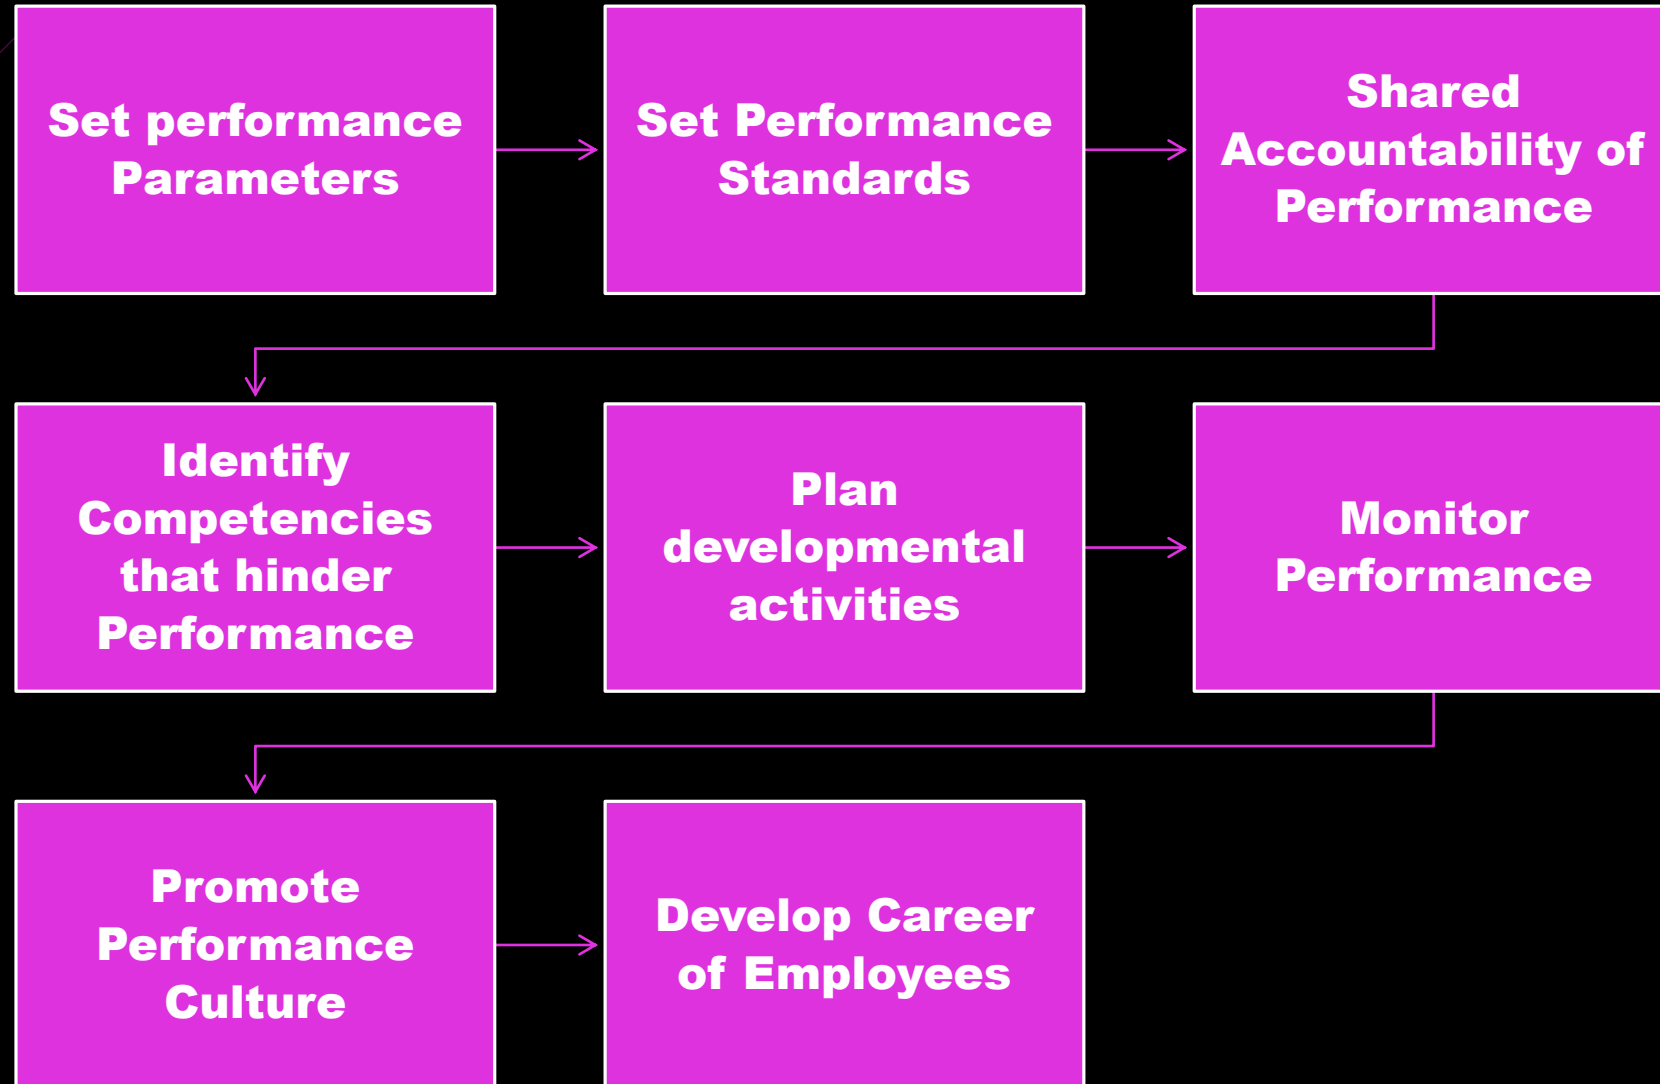 Set performance
Parameters
Set Performance
Standards
Shared
Accountability of
Performance
Identify
Competencies
that hinder
Performance
Plan
developmental
activities
Monitor
Performance
Promote
Performance
Culture
Develop Career
of Employees